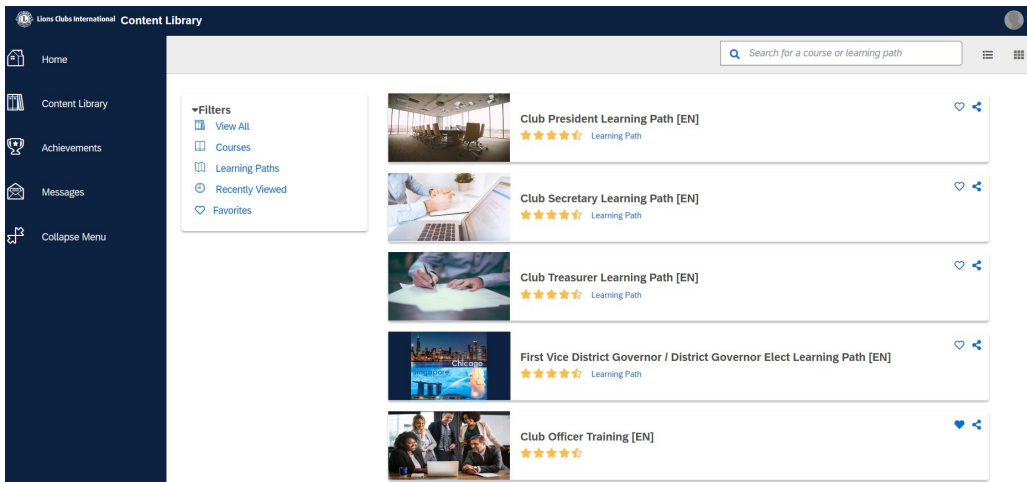 Lions Clubs International Content Library
Home
Content Library
Achievements
Messages
Collapse Menu
Search for a course or learning path
Filters
View All
Courses
Learning Paths
Recently Viewed
Favorites
Club President Learning Path [EN]
Learning Path
Club Secretary Learning Path [EN]
Learning Path
Club Treasurer Learning Path [EN]
Learning Path
Chicago
Singapore
First Vice District Governor / District Governor Elect Learning Path [EN]
Learning Path
Club Officer Training [EN]